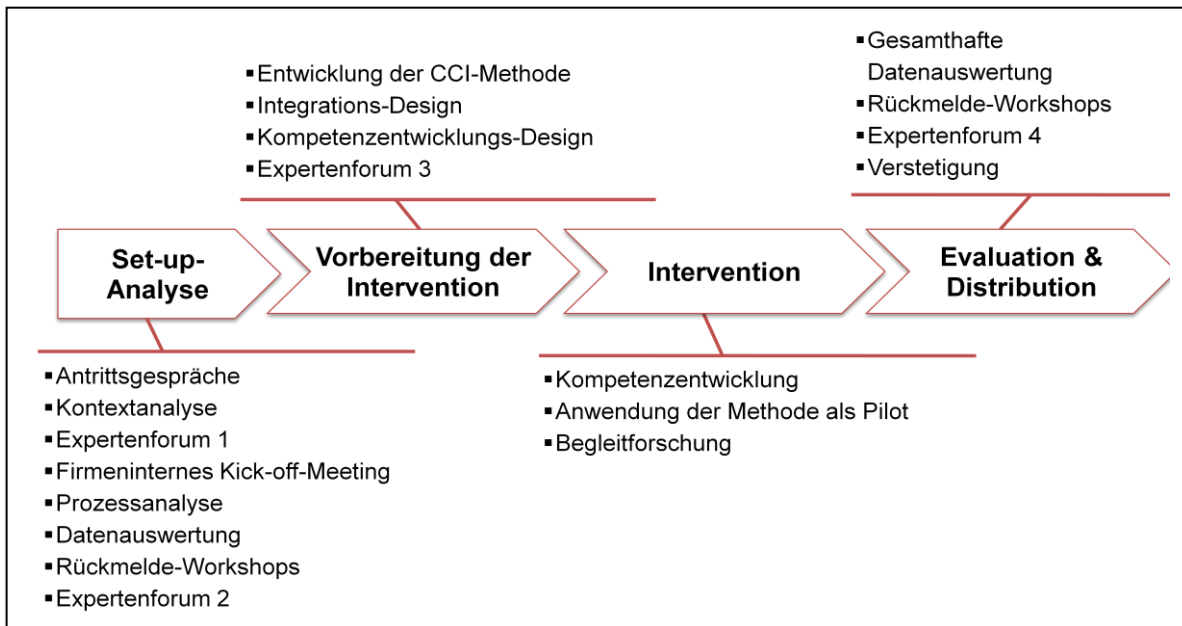 ▪Entwicklung der CCI-Methode
▪Integrations-Design
▪Kompetenzentwicklungs-Design
▪Expertenforum 3
▪Gesamthafte
Datenauswertung
▪Rückmelde-Workshops
▪Expertenforum 4
▪Verstetigung
Set-up-
Analyse
Vorbereitung der
Intervention
Intervention
Evaluation &
Distribution
▪Antrittsgespräche
▪Kontextanalyse
▪Expertenforum 1
▪Firmeninternes Kick-off-Meeting
▪Prozessanalyse
▪Datenauswertung
▪Rückmelde-Workshops
▪Expertenforum 2
▪Kompetenzentwicklung
▪Anwendung der Methode als Pilot
▪Begleitforschung